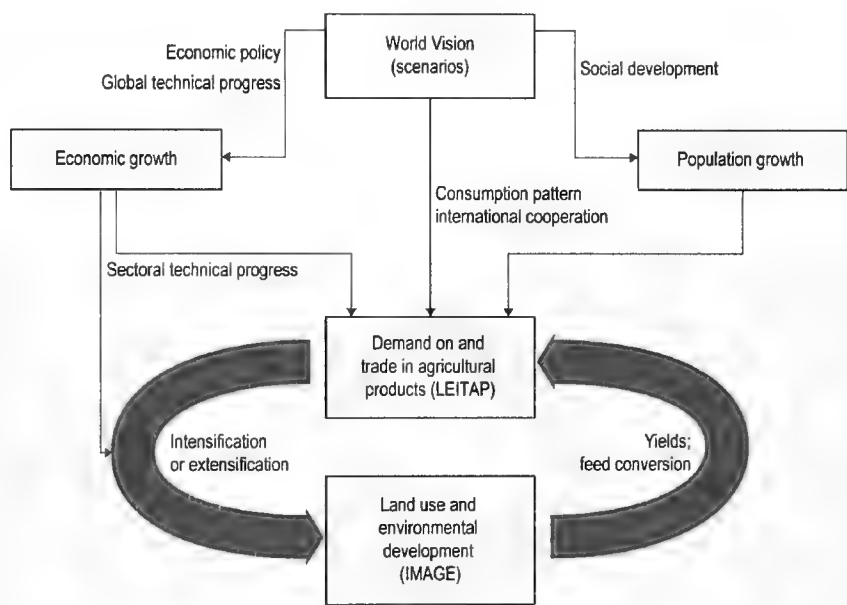 Economic policy
Global technical progress
World Vision
(scenarios)
Social development
Economic growth
Population growth
Consumption pattern
international cooperation
Sectoral technical progress
Demand on and
trade in agricultural
products (LEITAP)
Intensification
or extensification
Yields;
feed conversion
Land use and
environmental
development
(IMAGE)